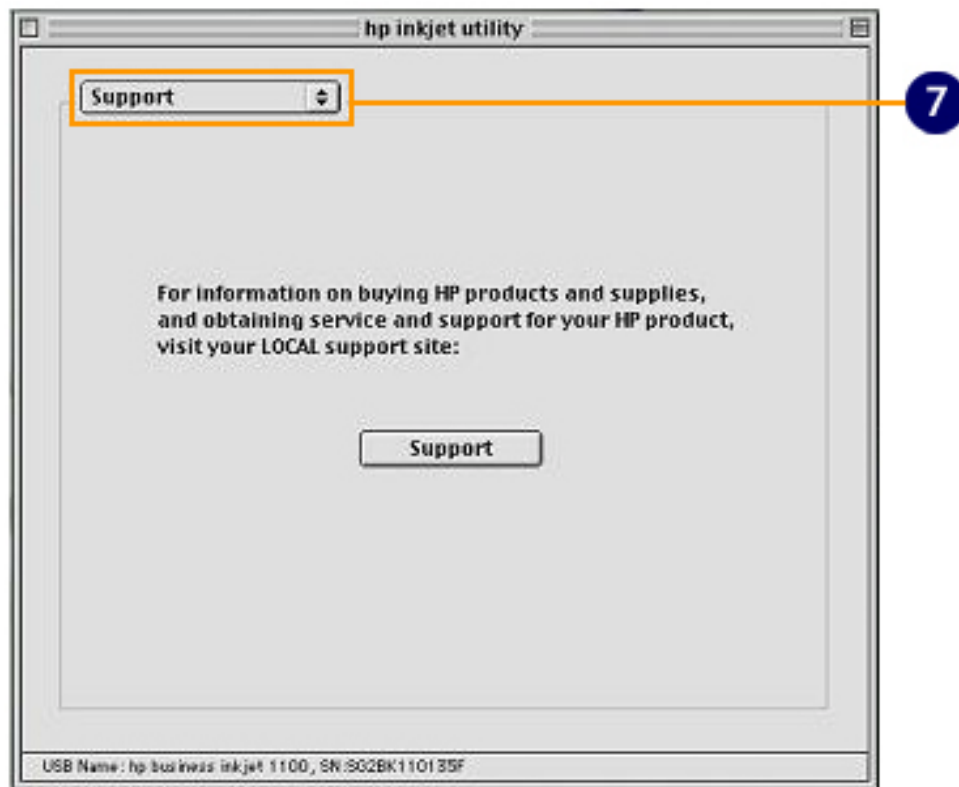 hp inkjet utility
Support
7
For information on buying HP products and supplies,
and obtaining service and support for your HP product,
visit your LOCAL support site:
Support
USB Name: hp business inkjet 1100, SN:SG2BK110135F